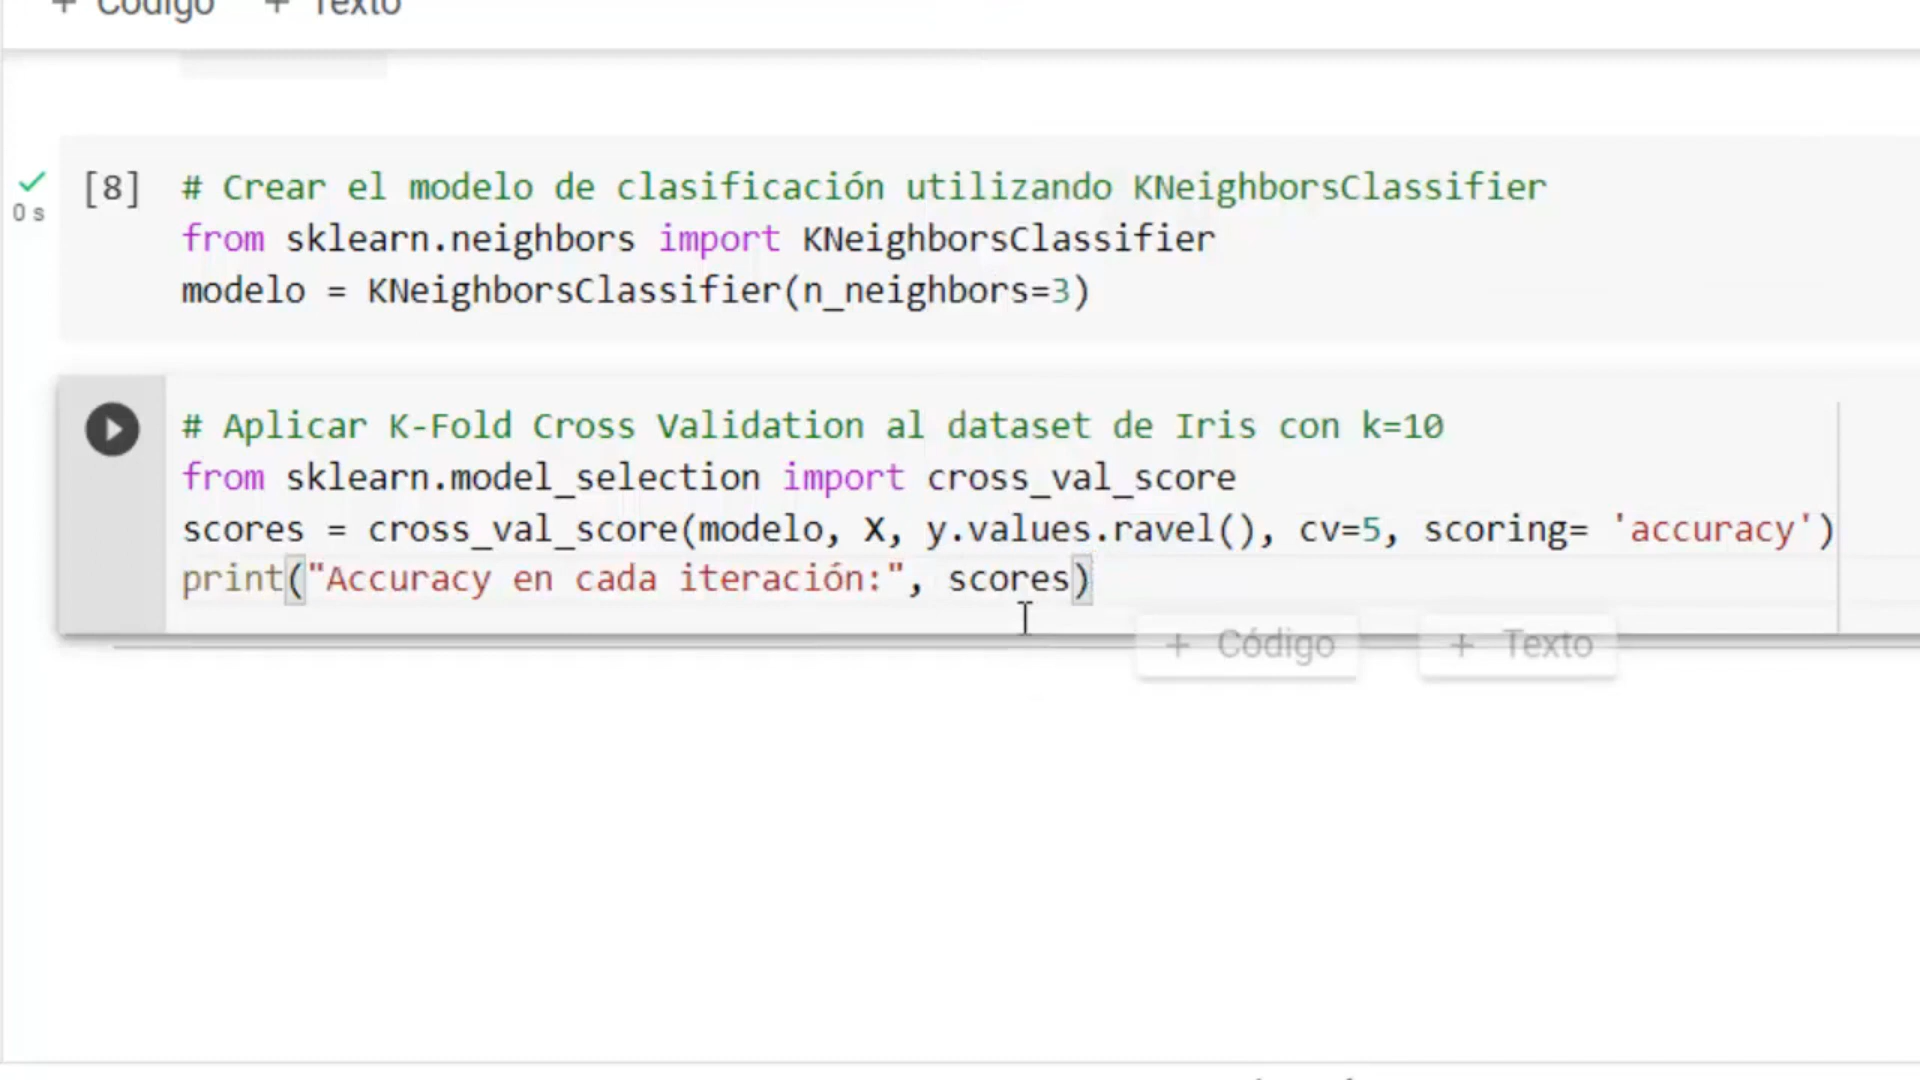 + Código + Texto
[8] # Crear el modelo de clasificación utilizando KNeighborsClassifier
0 s
from sklearn.neighbors import KNeighborsClassifier
modelo = KNeighborsClassifier(n_neighbors=3)
# Aplicar K-Fold Cross Validation al dataset de Iris con k=10
from sklearn.model_selection import cross_val_score
scores = cross_val_score(modelo, X, y.values.ravel(), cv=5, scoring= 'accuracy')
print("Accuracy en cada iteración:", scores)
+ Código + Texto